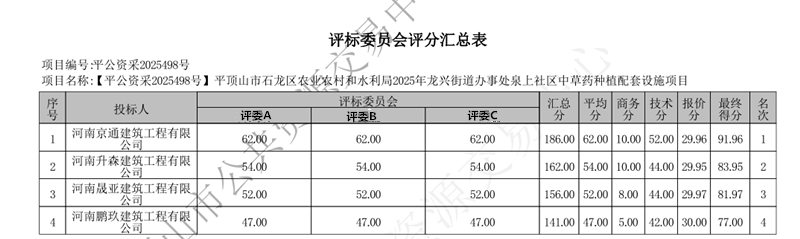 评标委员会评分汇总表
项目编号:平公资采2025498号
项目名称:【平公资采2025498号】平顶山市石龙区农业农村和水利局2025年龙兴街道办事处泉上社区中草药种植配套设施项目
序号 投标人 评标委员会 汇总分 平均分 商务分 技术分 报价分 最终得分 名次
评委A 评委B 评委C
1 河南京通建筑工程有限公司 62.00 62.00 62.00 186.00 62.00 10.00 52.00 29.96 91.96 1
2 河南升森建筑工程有限公司 54.00 54.00 54.00 162.00 54.00 10.00 44.00 29.95 83.95 2
3 河南晟亚建筑工程有限公司 52.00 52.00 52.00 156.00 52.00 8.00 44.00 29.97 81.97 3
4 河南鹏玖建筑工程有限公司 47.00 47.00 47.00 141.00 47.00 5.00 42.00 30.00 77.00 4